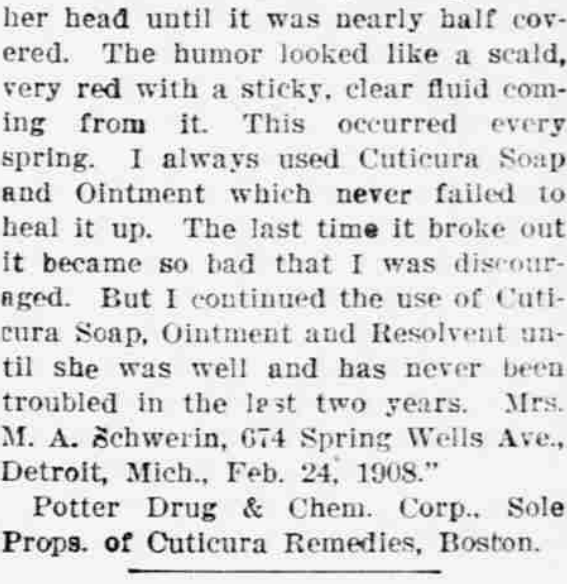 her head until it was nearly half cov-
ered. The humor looked like a scald,
very red with a sticky, clear fluid com-
ing from it. This occurred every
spring. I always used Cuticura Soap
and Ointment which never failed to
heal it up. The last time it broke out
it became so bad that I was discour-
aged. But I continued the use of Cuti-
cura Soap, Ointment and Resolvent un-
til she was well and has never been
troubled in the last two years. Mrs.
M. A. Schwerin, 674 Spring Wells Ave.,
Detroit, Mich., Feb. 24, 1908."
Potter Drug & Chem. Corp., Sole
Props. of Cuticura Remedies, Boston.